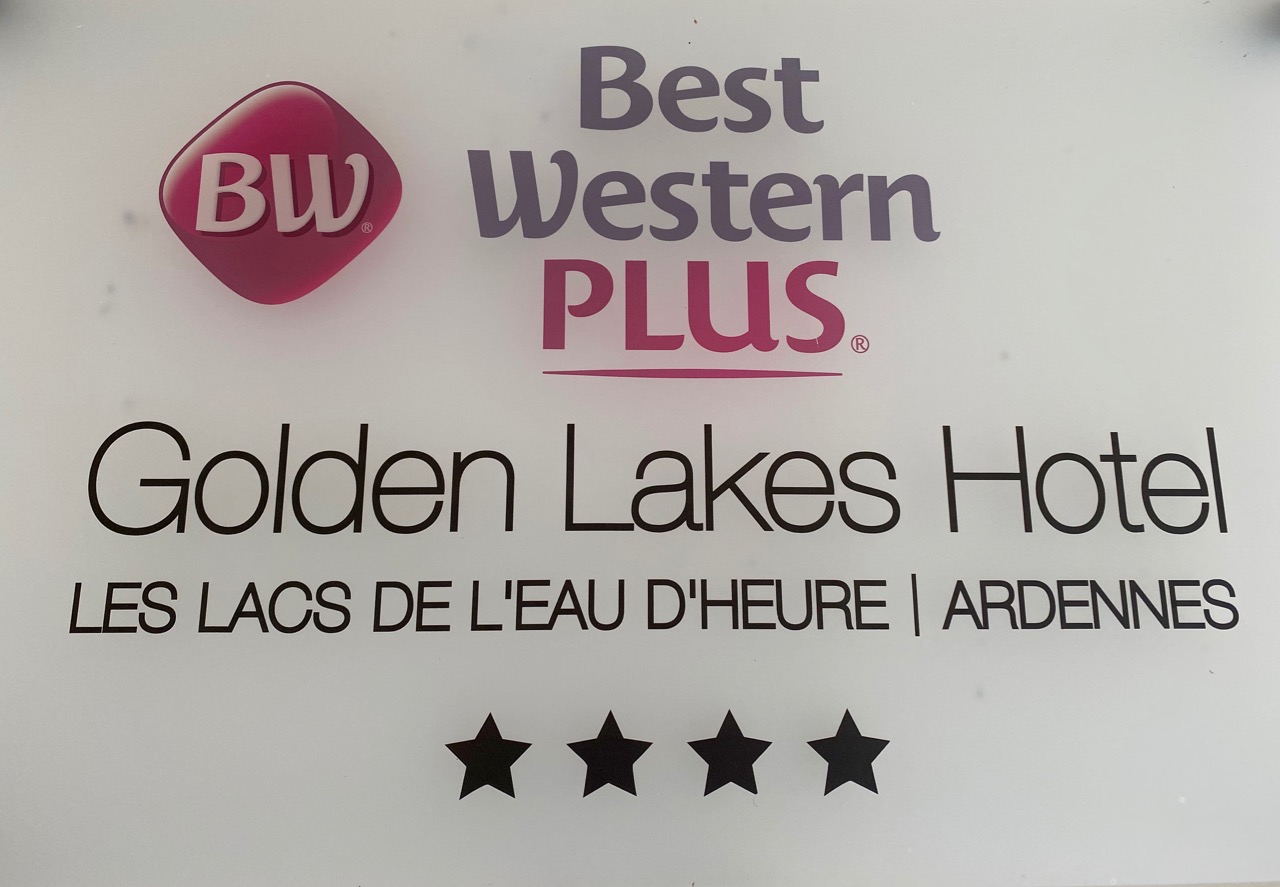 BW®
Best
Western
PLUS®
Golden Lakes Hotel
LES LACS DE L'EAU D'HEURE | ARDENNES